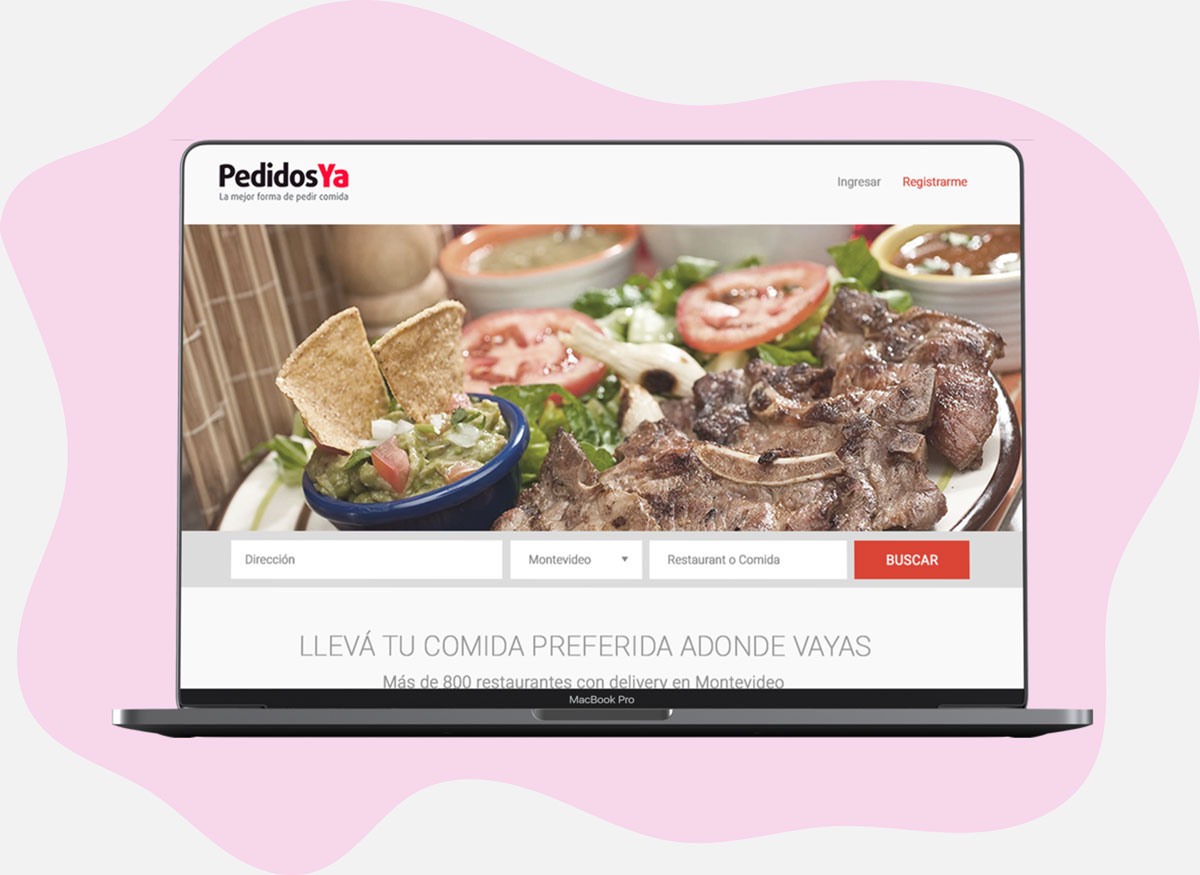 PedidosYa
La mejor forma de pedir comida
Ingresar Registrarme
Dirección Montevideo Restaurant o Comida BUSCAR
LLEVÁ TU COMIDA PREFERIDA ADONDE VAYAS
Más de 800 restaurantes con delivery en Montevideo
MacBook Pro